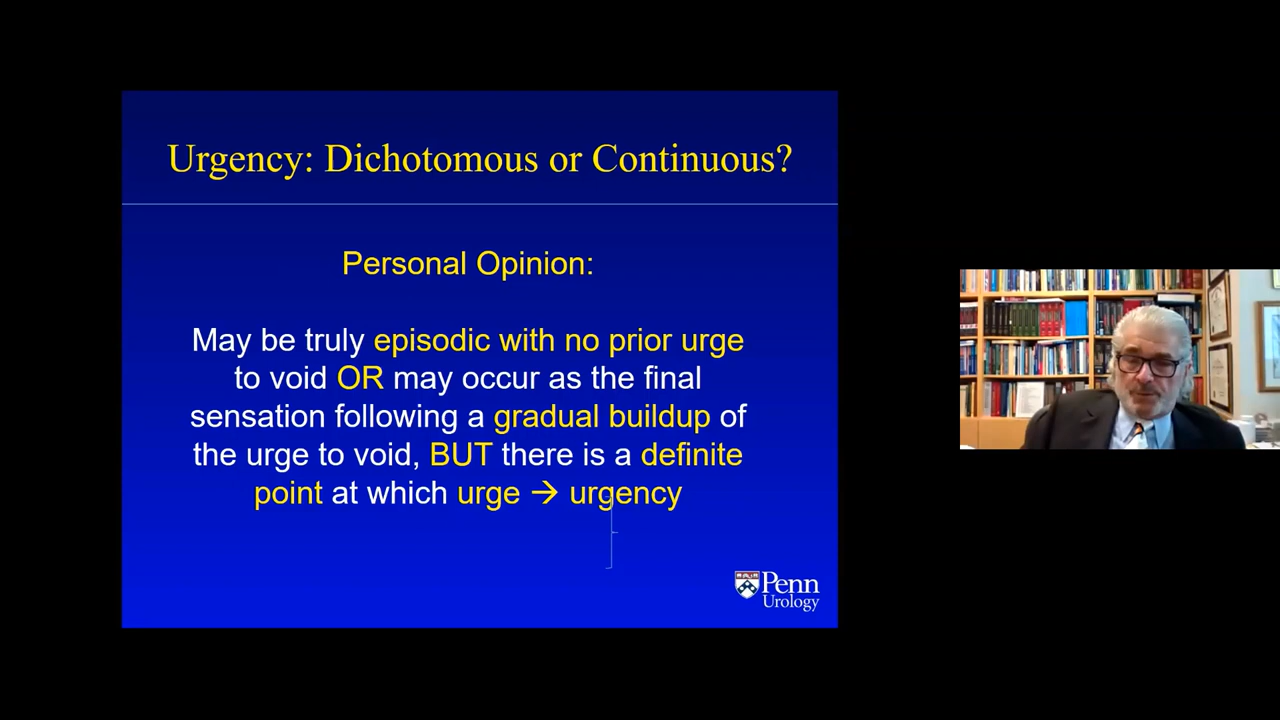 Urgency: Dichotomous or Continuous?
Personal Opinion:
May be truly episodic with no prior urge
to void OR may occur as the final
sensation following a gradual buildup of
the urge to void, BUT there is a definite
point at which urge → urgency
Penn
Urology